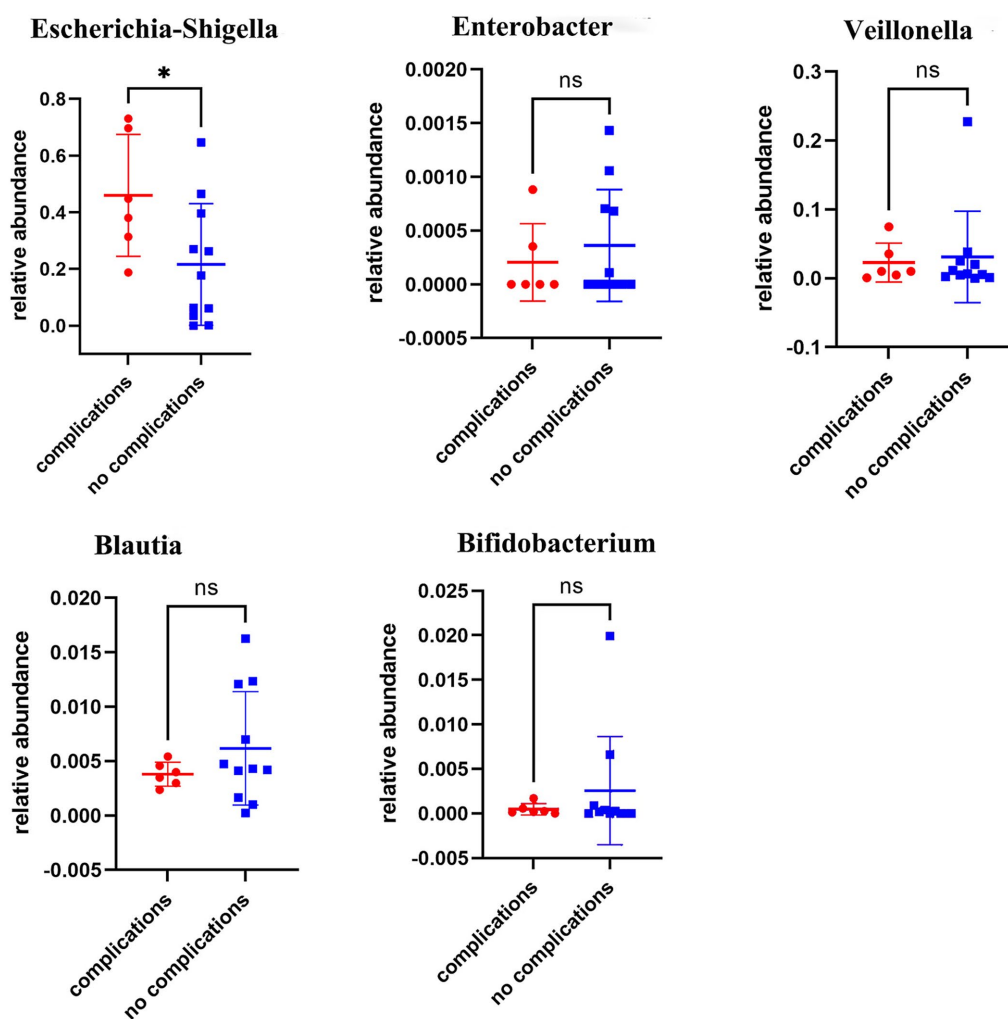 Escherichia-Shigella
*
relative abundance
0.8
0.6
0.4
0.2
0.0
complications
no complications
Enterobacter
ns
relative abundance
0.0020
0.0015
0.0010
0.0005
0.0000
-0.0005
complications
no complications
Veillonella
ns
relative abundance
0.3
0.2
0.1
0.0
-0.1
complications
no complications
Blautia
ns
relative abundance
0.020
0.015
0.010
0.005
0.000
-0.005
complications
no complications
Bifidobacterium
ns
relative abundance
0.025
0.020
0.015
0.010
0.005
0.000
-0.005
complications
no complications